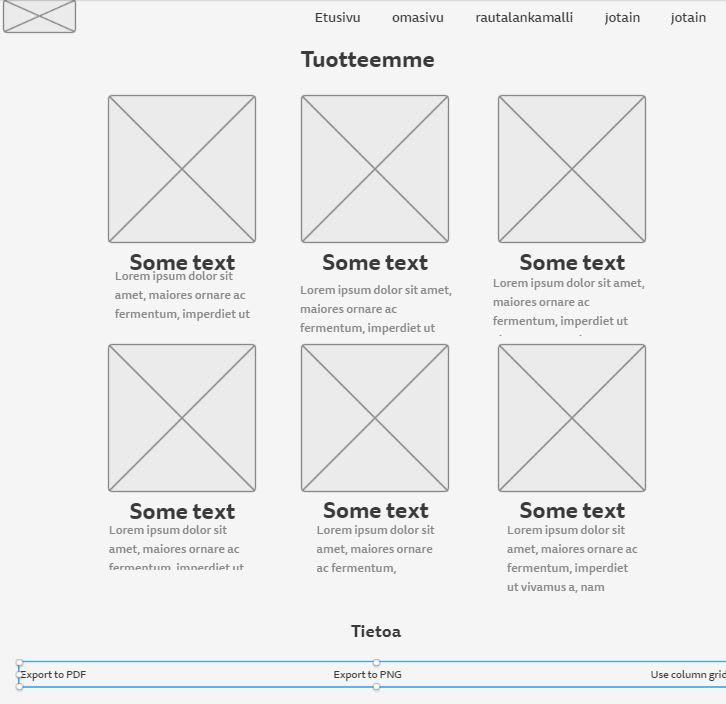 Etusivu omasivu rautalankamalli jotain jotain
Tuotteemme
Some text
Lorem ipsum dolor sit
amet, maiores ornare ac
fermentum, imperdiet ut
Some text
Lorem ipsum dolor sit amet,
maiores ornare ac
fermentum, imperdiet ut
Some text
Lorem ipsum dolor sit amet,
maiores ornare ac
fermentum, imperdiet ut
Some text
Lorem ipsum dolor sit
amet, maiores ornare ac
fermentum, imperdiet ut
Some text
Lorem ipsum dolor sit
amet, maiores ornare
ac fermentum,
Some text
Lorem ipsum dolor sit
amet, maiores ornare ac
fermentum, imperdiet
ut vivamus a, nam
Tietoa
Export to PDF Export to PNG Use column grid